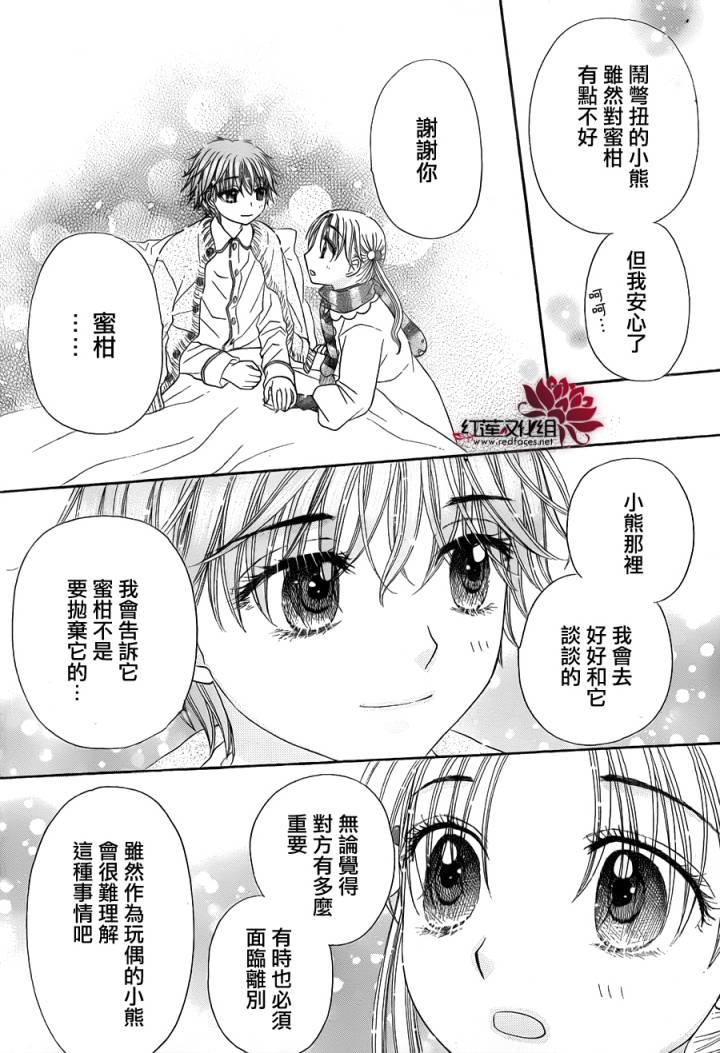 鬧彆扭的小熊
雖然對蜜柑
有點不好
但我安心了
呵呵…
謝謝你
蜜柑
……
紅蓮汉化組
www.redfaces.net
小熊那裡
我會去
好好和它
談談的
我會告訴它
蜜柑不是
要拋棄它的…
無論覺得
對方有多麼
重要
有時也必須
面臨離別
雖然作為玩偶的小熊
會很難理解
這種事情吧